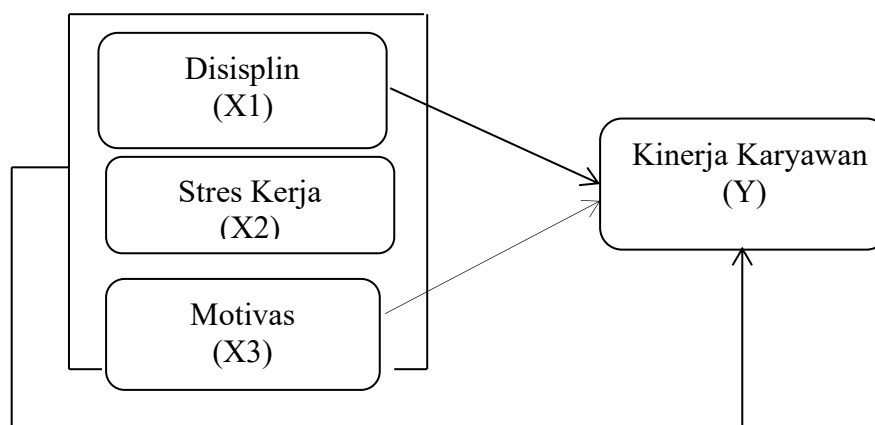 Disisplin
(X1)
Stres Kerja
(X2)
Motivas
(X3)
Kinerja Karyawan
(Y)